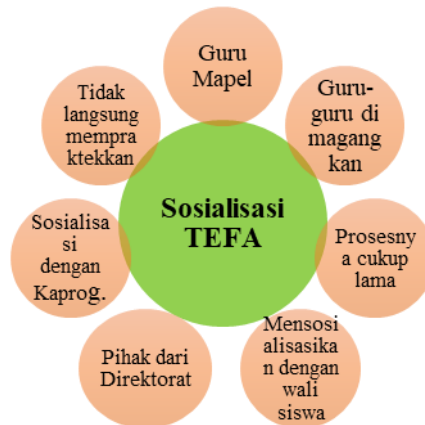 Guru
Mapel
Guru-
guru di
magang
kan
Prosesny
a cukup
lama
Mensosi
alisasika
n dengan
wali
siswa
Pihak dari
Direktorat
Sosialisa
si
dengan
Kaprog.
Tidak
langsung
mempra
ktekkan
Sosialisasi
TEFA